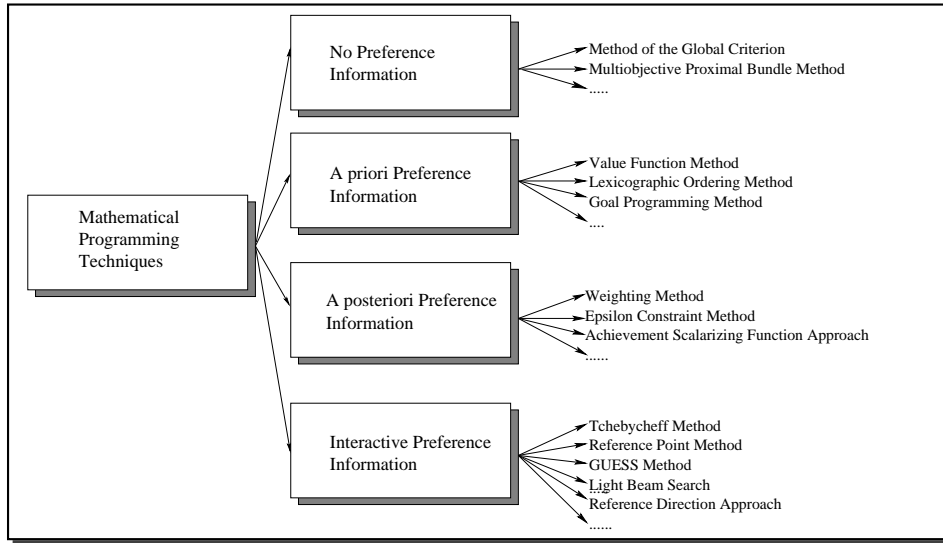 Mathematical
Programming
Techniques
No Preference
Information
Method of the Global Criterion
Multiobjective Proximal Bundle Method
.....
A priori Preference
Information
Value Function Method
Lexicographic Ordering Method
Goal Programming Method
....
A posteriori Preference
Information
Weighting Method
Epsilon Constraint Method
Achievement Scalarizing Function Approach
......
Interactive Preference
Information
Tchebycheff Method
Reference Point Method
GUESS Method
Light Beam Search
.....
Reference Direction Approach
......